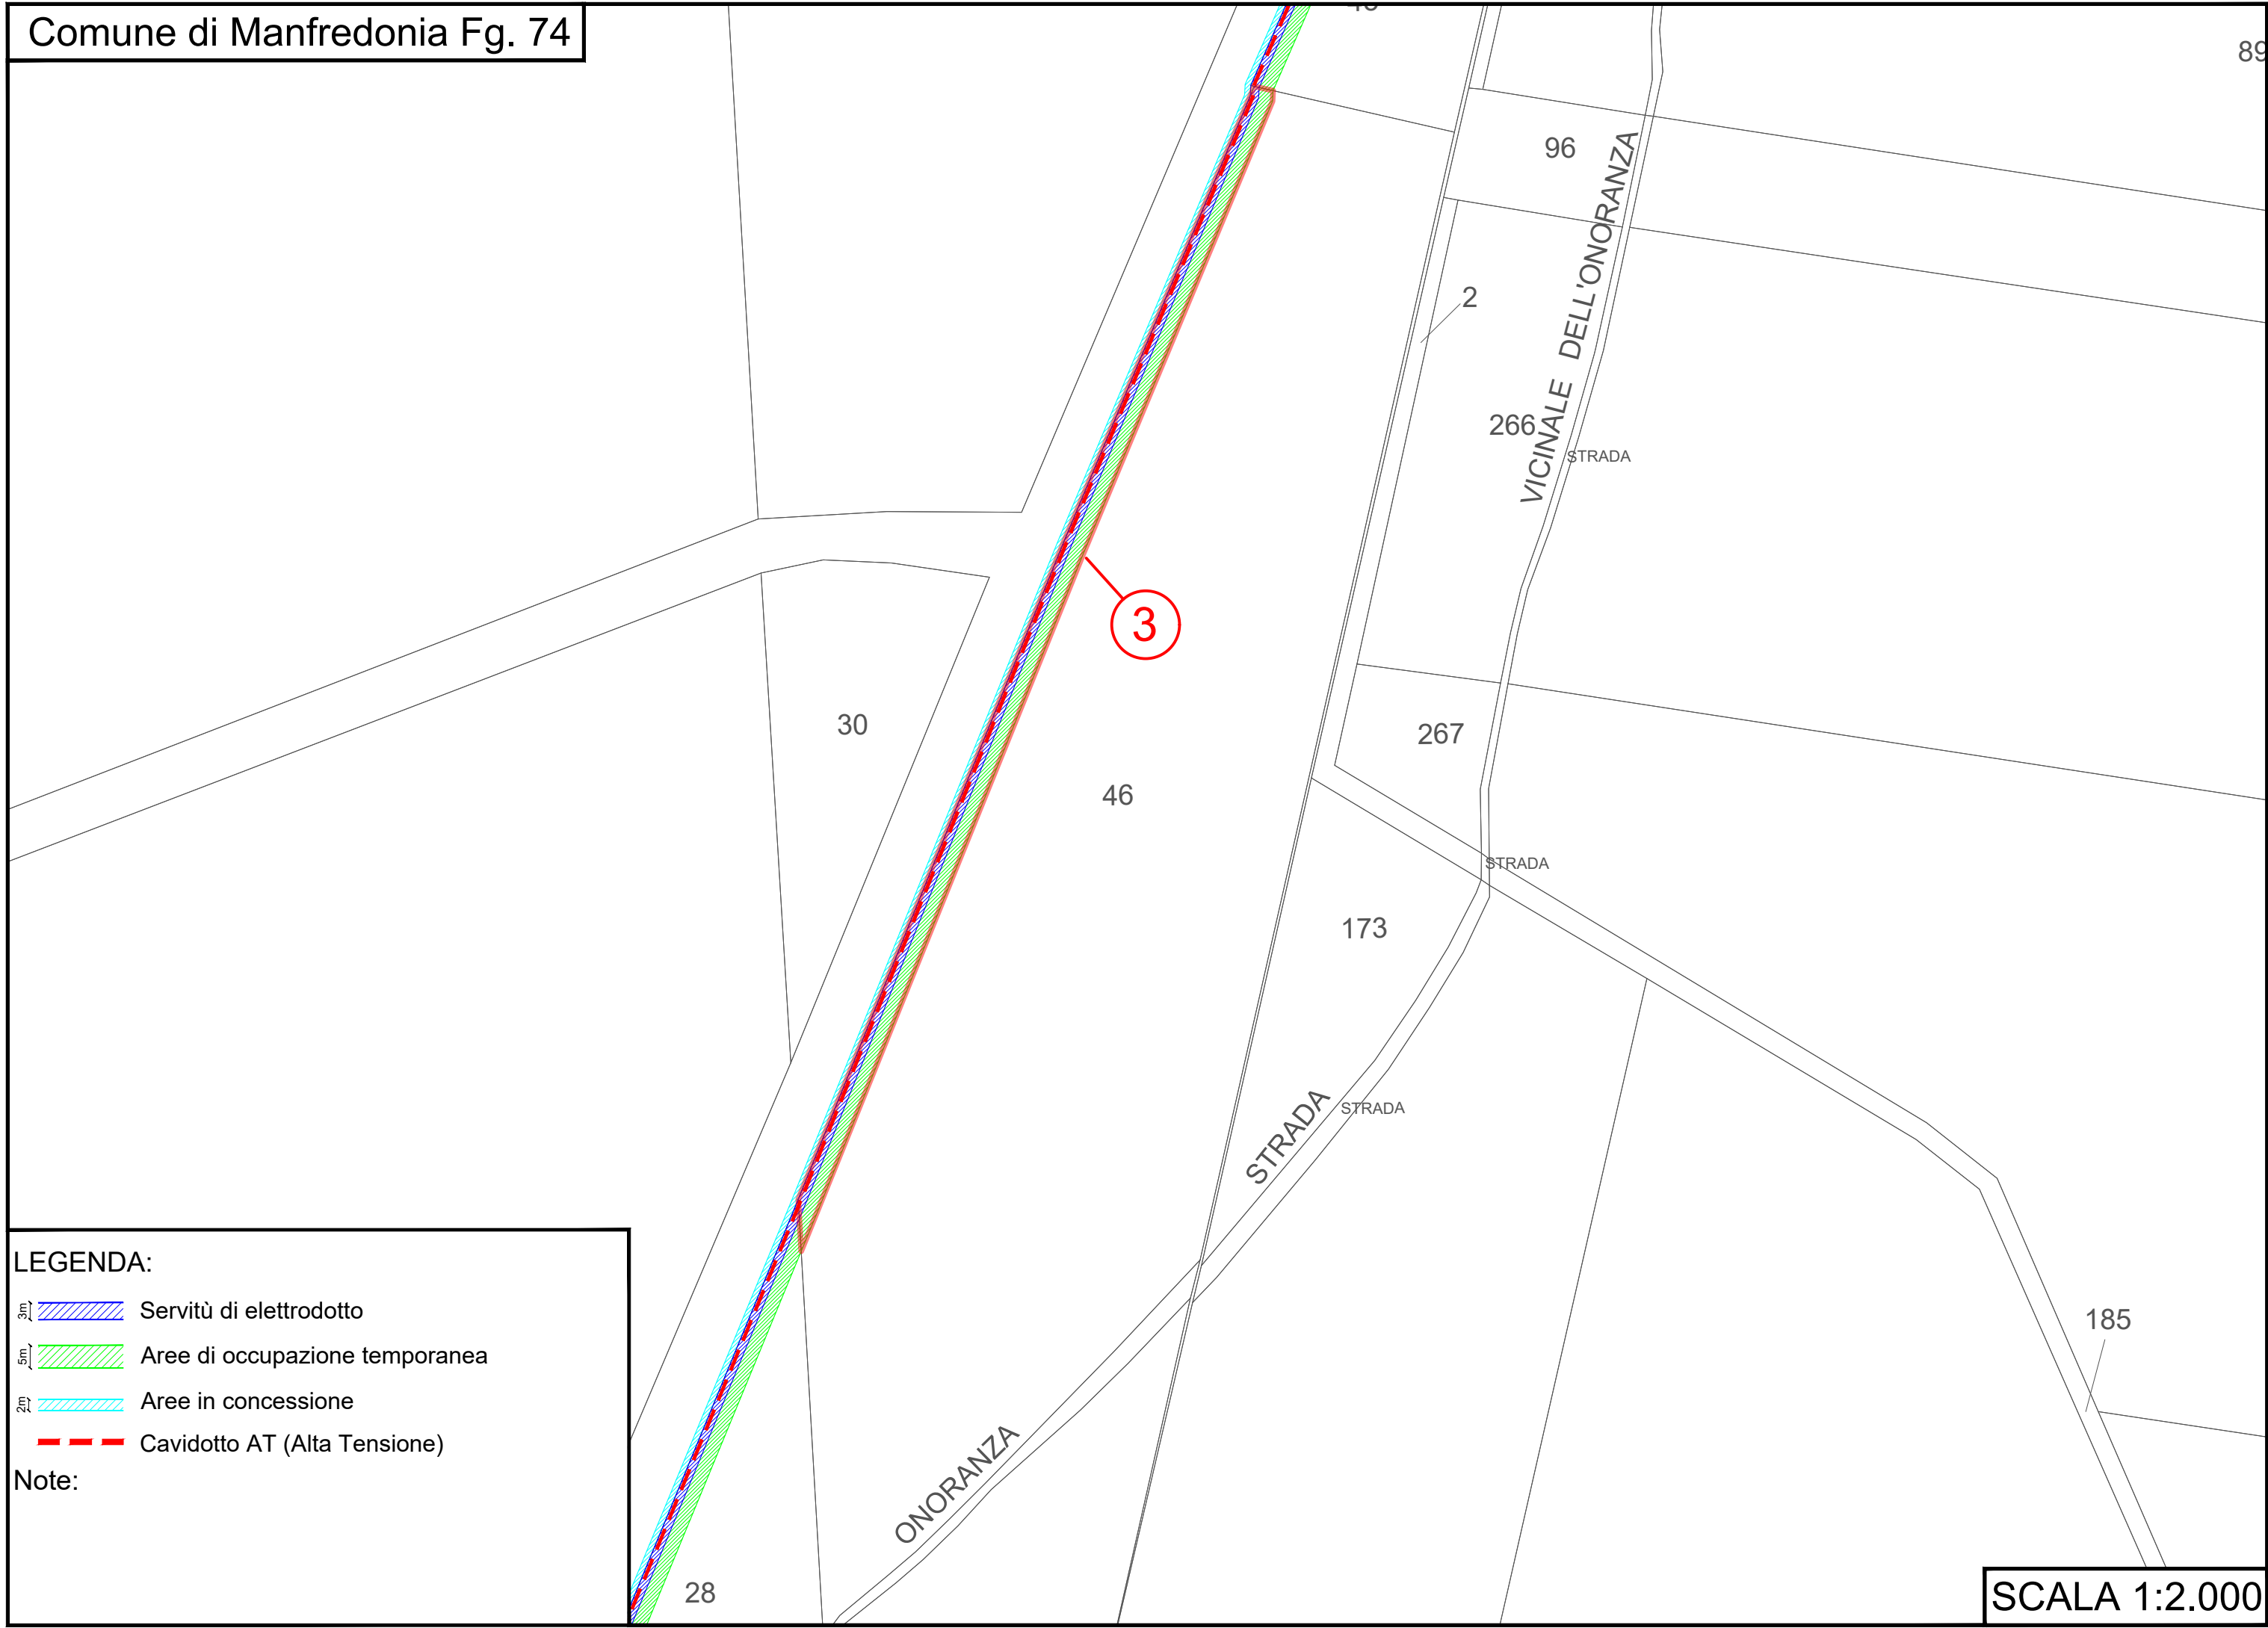 Comune di Manfredonia Fg. 74
89
96
VICINALE DELL'ONORANZA
2
266
STRADA
3
30
267
46
STRADA
173
STRADA
STRADA
185
ONORANZA
28
LEGENDA:
3m
Servitù di elettrodotto
5m
Aree di occupazione temporanea
2m
Aree in concessione
Cavidotto AT (Alta Tensione)
Note:
SCALA 1:2.000